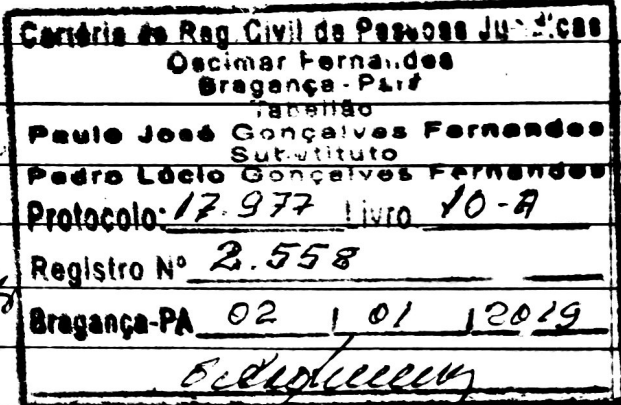 Cartório de Reg. Civil de Pessoas Jurídicas
Oscimar Fernandes
Bragança - Pará
Tabelião
Paulo José Gonçalves Fernandes
Substituto
Pedro Lúcio Gonçalves Fernandes
Protocolo: 17.977 Livro 10-A
Registro Nº 2.558
Bragança-PA 02 / 01 / 2019